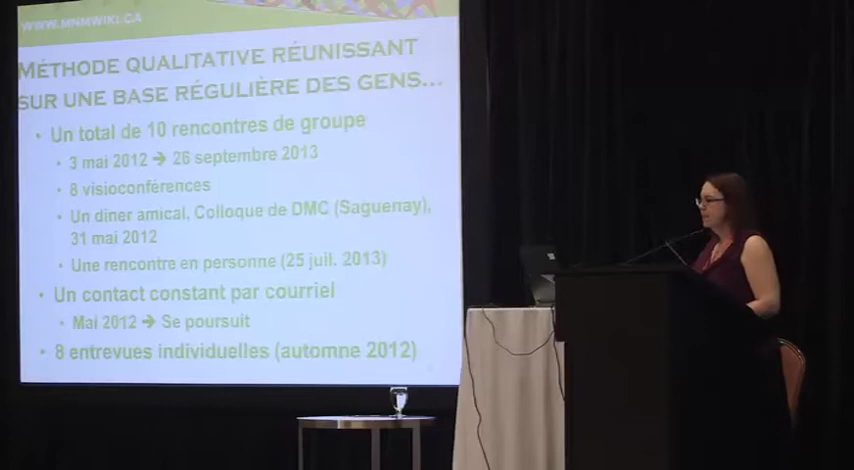 WWW.MNMWIKI.CA
MÉTHODE QUALITATIVE RÉUNISSANT
SUR UNE BASE RÉGULIÈRE DES GENS...
• Un total de 10 rencontres de groupe
• 3 mai 2012 → 26 septembre 2013
• 8 visioconférences
• Un diner amical, Colloque de DMC (Saguenay),
31 mai 2012
• Une rencontre en personne (25 juil. 2013)
• Un contact constant par courriel
• Mai 2012 → Se poursuit
• 8 entrevues individuelles (automne 2012)